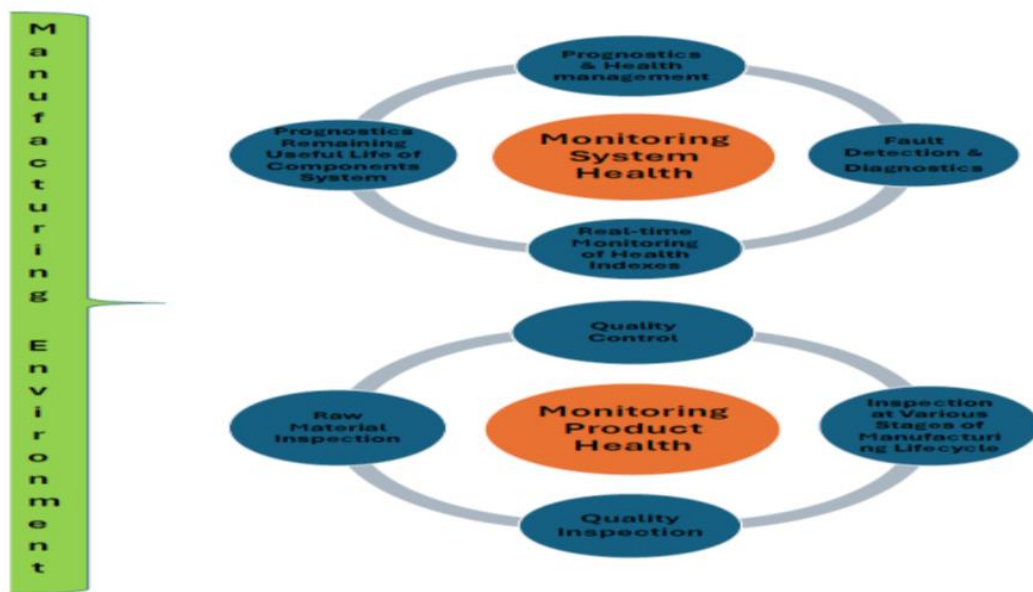 Manufacturing Environment
Prognostics
& Health
management
Prognostics
Remaining
Useful Life of
Components
System
Monitoring
System
Health
Fault
Detection &
Diagnostics
Real-time
Monitoring
of Health
Indexes
Quality
Control
Raw
Material
Inspection
Monitoring
Product
Health
Inspection
at Various
Stages of
Manufacturi
ng Lifecycle
Quality
Inspection